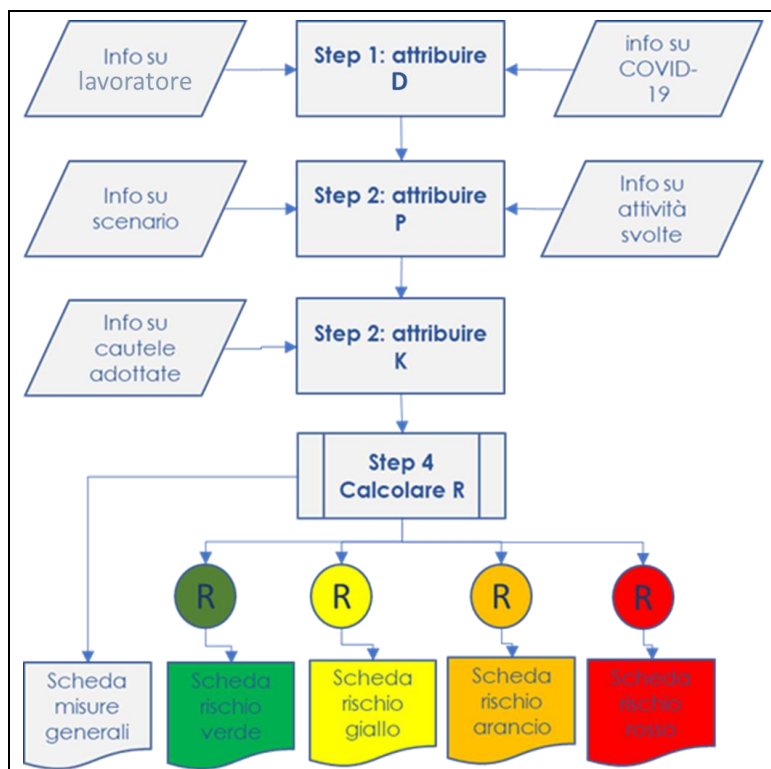 Info su
lavoratore
Step 1: attribuire
D
info su
COVID-
19
Info su
scenario
Step 2: attribuire
P
Info su
attività
svolte
Info su
cautele
adottate
Step 2: attribuire
K
Step 4
Calcolare R
R
R
R
R
Scheda
misure
generali
Scheda
rischio
verde
Scheda
rischio
giallo
Scheda
rischio
arancio
Scheda
rischio
rosso